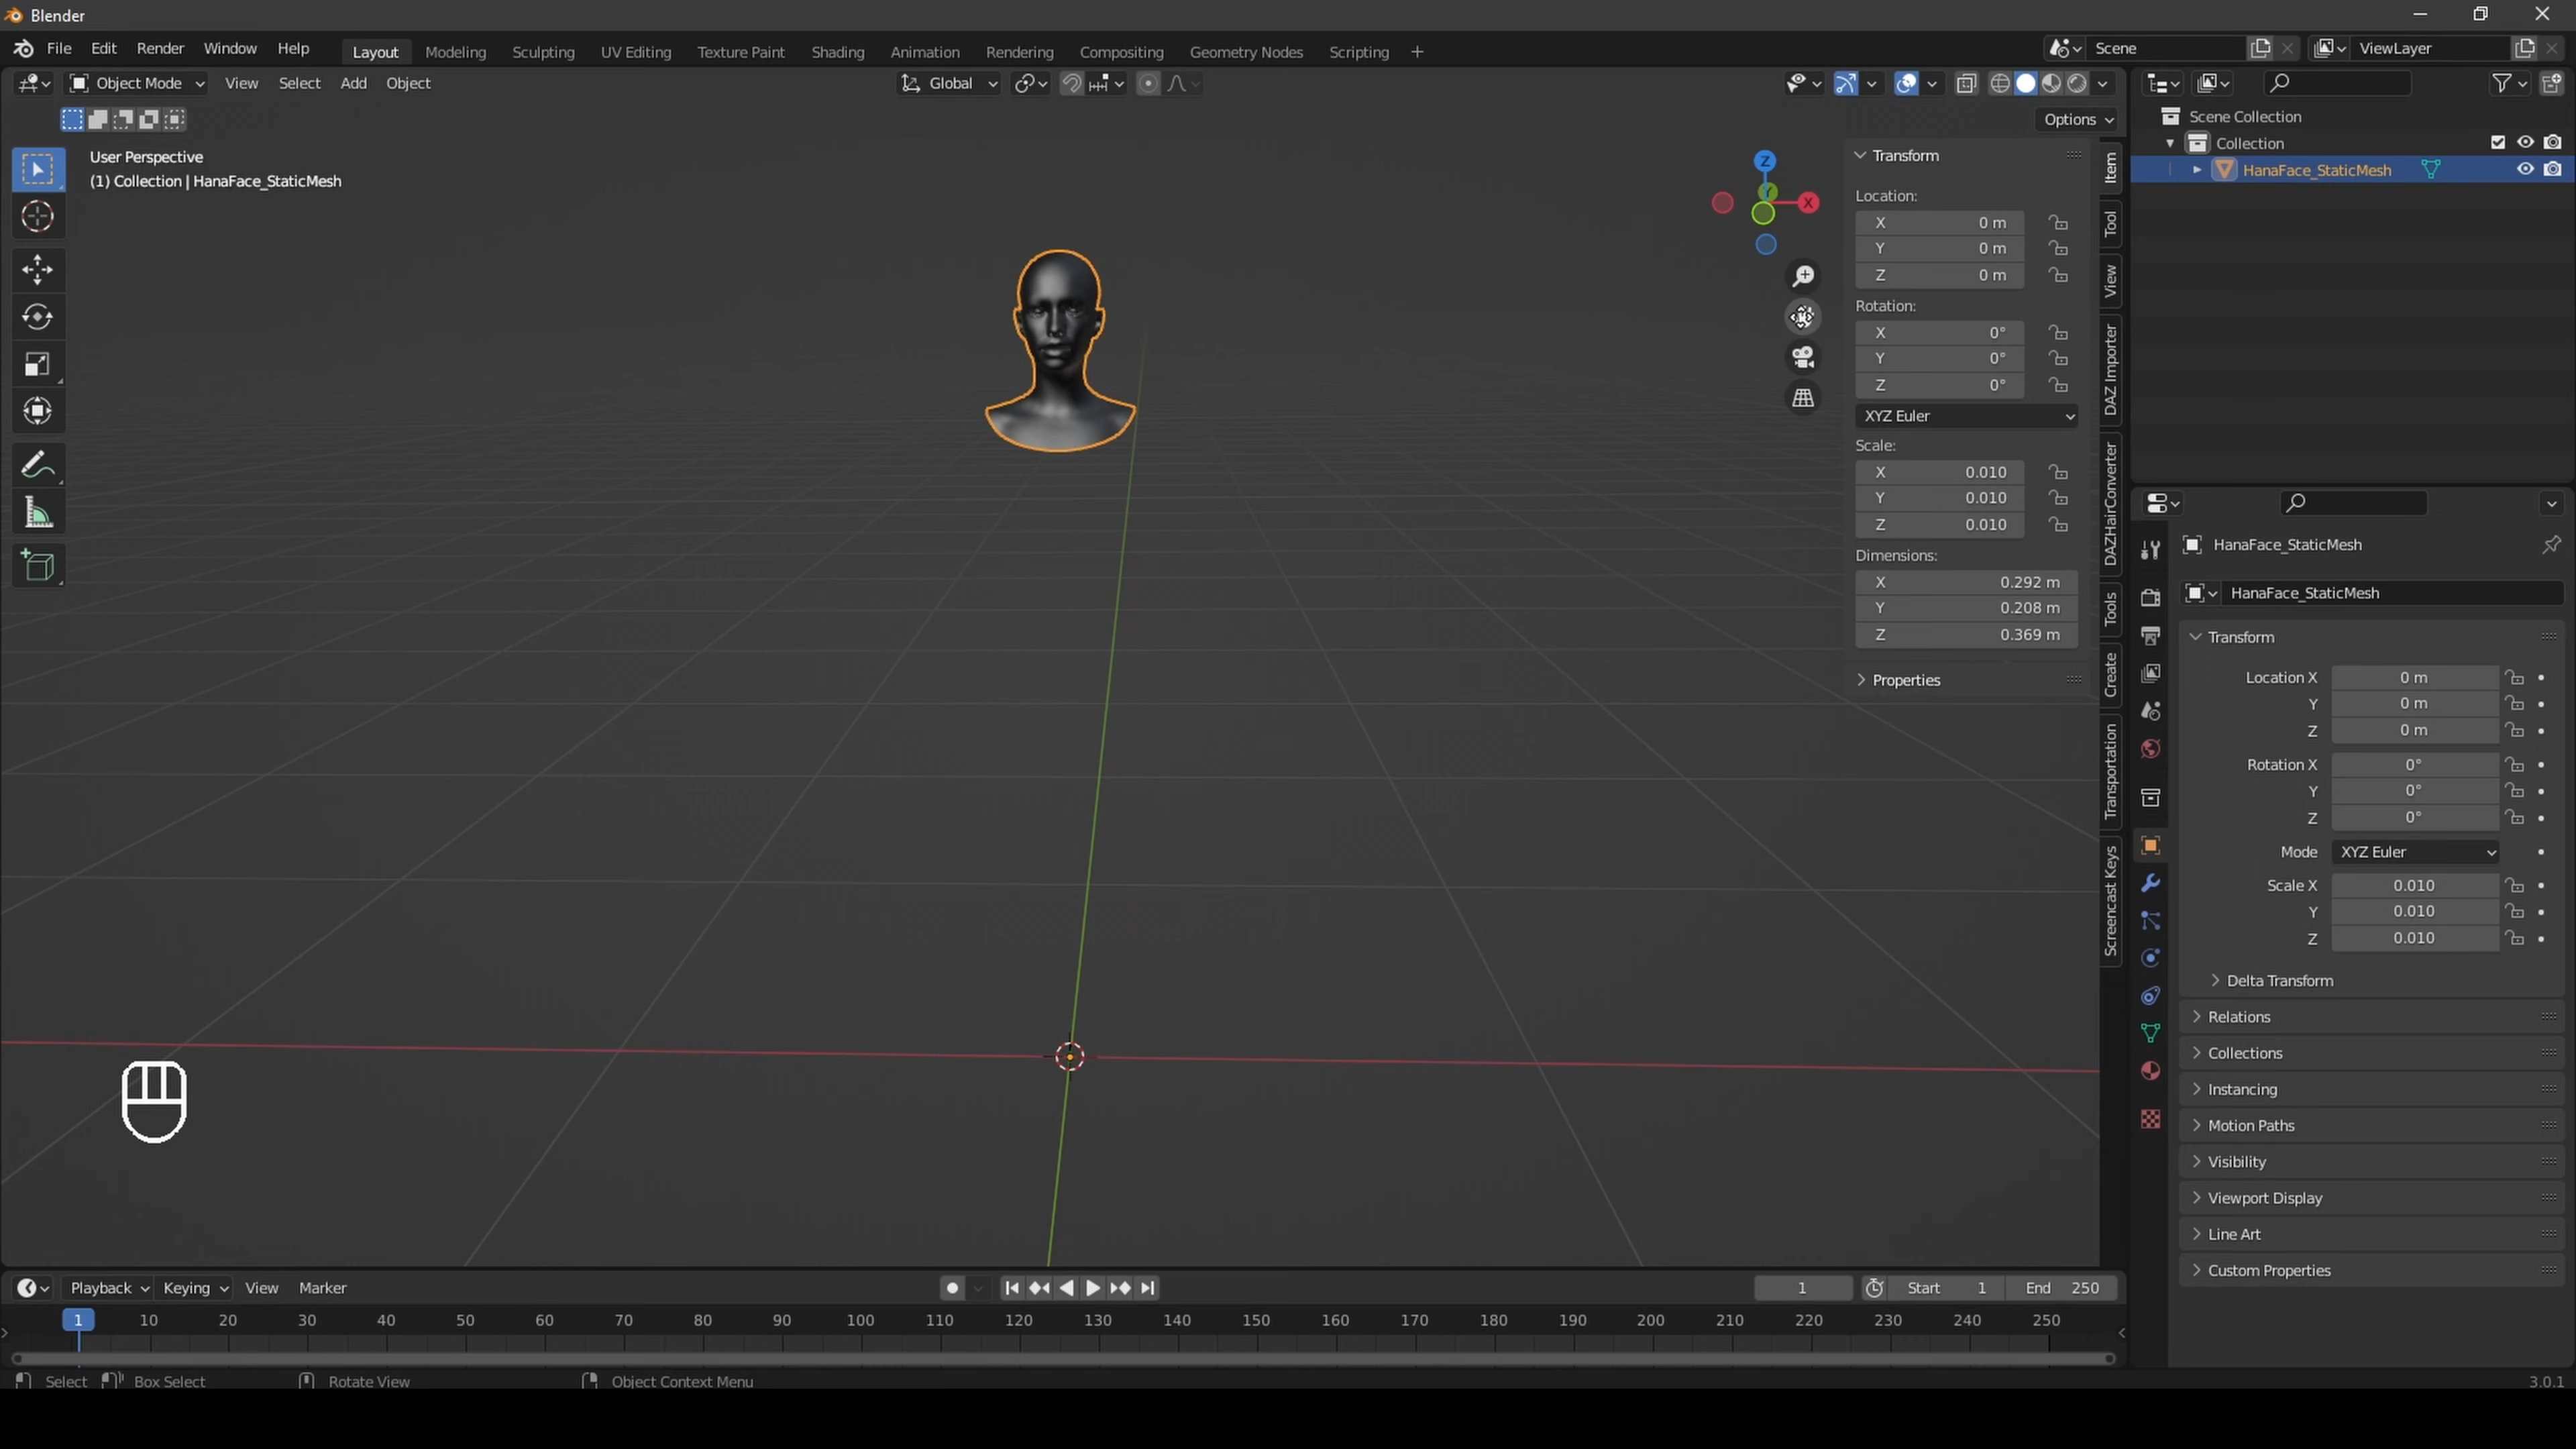 Blender
File Edit Render Window Help Layout Modeling Sculpting UV Editing Texture Paint Shading Animation Rendering Compositing Geometry Nodes Scripting + Scene ViewLayer
Object Mode View Select Add Object Global
Options
User Perspective
(1) Collection | HanaFace_StaticMesh
Z
Y
X
Transform
Location:
X 0 m
Y 0 m
Z 0 m
Rotation:
X 0°
Y 0°
Z 0°
XYZ Euler
Scale:
X 0.010
Y 0.010
Z 0.010
Dimensions:
X 0.292 m
Y 0.208 m
Z 0.369 m
Properties
Item
Tool
View
DAZ Importer
DAZHairConverter
Tools
Create
Transportation
Screencast Keys
Scene Collection
Collection
HanaFace_StaticMesh
HanaFace_StaticMesh
HanaFace_StaticMesh
Transform
Location X 0 m
Y 0 m
Z 0 m
Rotation X 0°
Y 0°
Z 0°
Mode XYZ Euler
Scale X 0.010
Y 0.010
Z 0.010
Delta Transform
Relations
Collections
Instancing
Motion Paths
Visibility
Viewport Display
Line Art
Custom Properties
Playback Keying View Marker 1 Start 1 End 250
1 10 20 30 40 50 60 70 80 90 100 110 120 130 140 150 160 170 180 190 200 210 220 230 240 250
Select Box Select Rotate View Object Context Menu 3.0.1